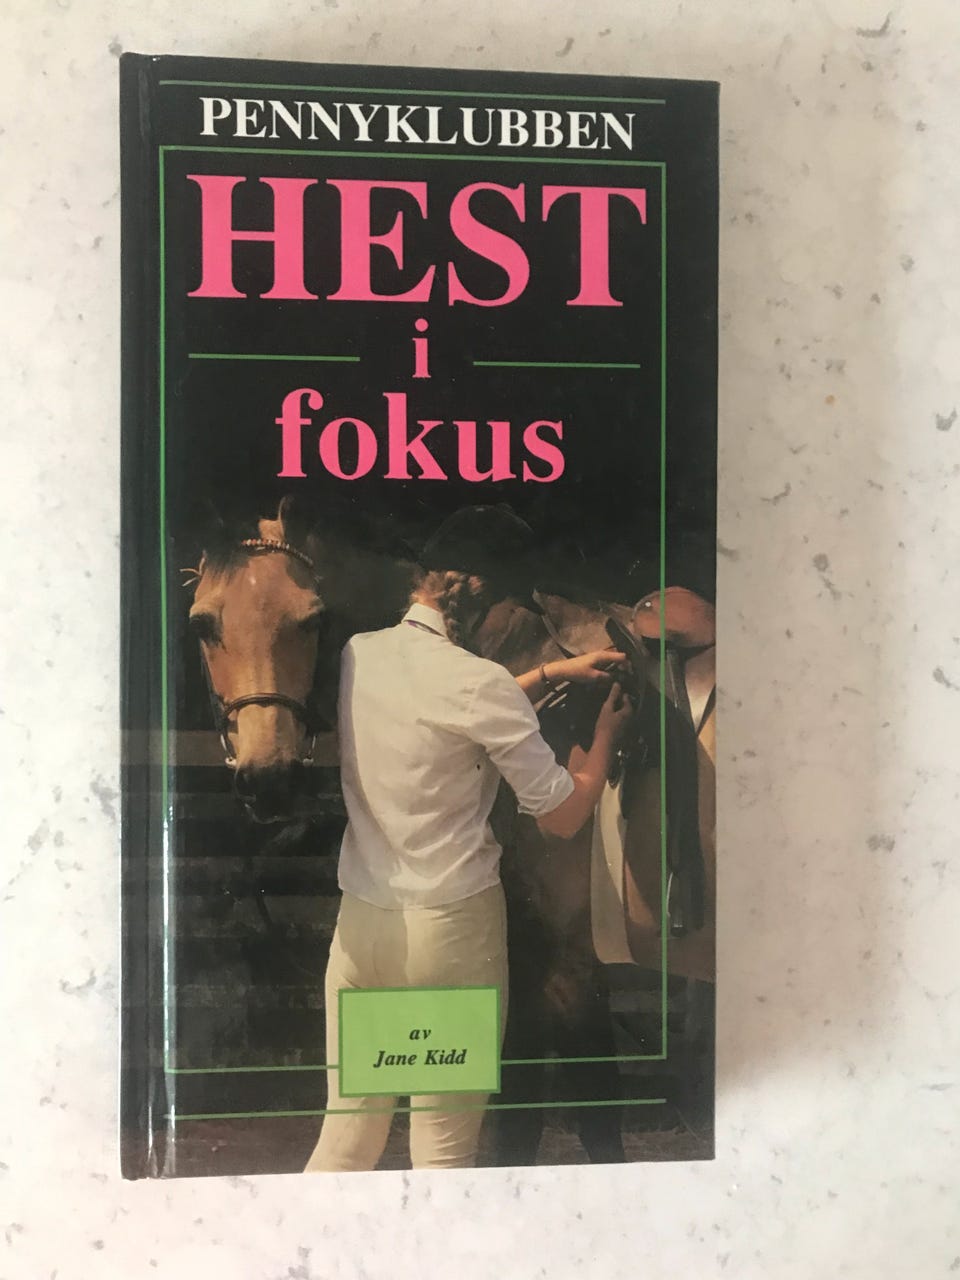 PENNYKLUBBEN
HEST
i
fokus
av
Jane Kidd